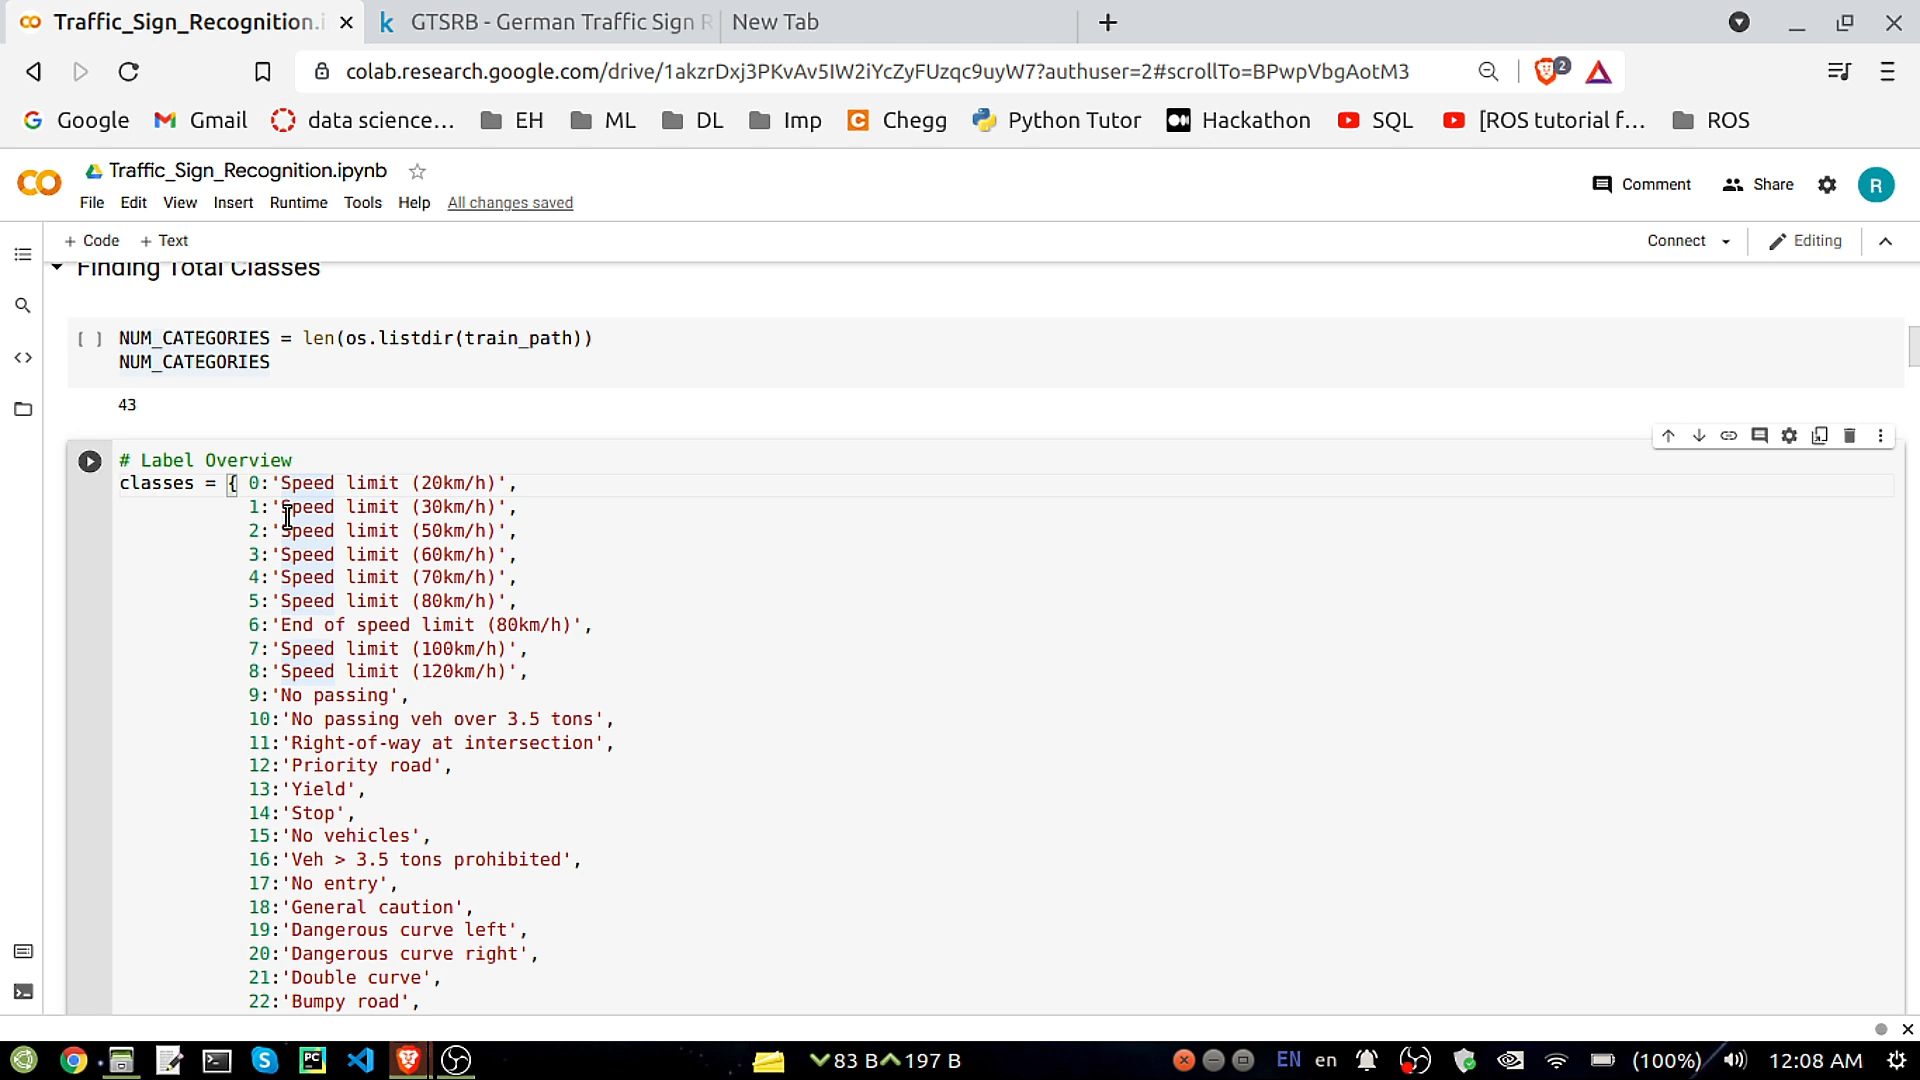 Traffic_Sign_Recognition.i
GTSRB - German Traffic Sign R
New Tab
colab.research.google.com/drive/1akzrDxj3PKvAv5IW2iYcZyFUzqc9uyW7?authuser=2#scrollTo=BPwpVbgAotM3
2
Google Gmail data science... EH ML DL Imp Chegg Python Tutor Hackathon SQL [ROS tutorial f... ROS
Traffic_Sign_Recognition.ipynb
Comment Share R
File Edit View Insert Runtime Tools Help All changes saved
+ Code + Text Connect Editing
Finding Total Classes
[ ] NUM_CATEGORIES = len(os.listdir(train_path))
NUM_CATEGORIES
43
# Label Overview
classes = { 0:'Speed limit (20km/h)',
1:'Speed limit (30km/h)',
2:'Speed limit (50km/h)',
3:'Speed limit (60km/h)',
4:'Speed limit (70km/h)',
5:'Speed limit (80km/h)',
6:'End of speed limit (80km/h)',
7:'Speed limit (100km/h)',
8:'Speed limit (120km/h)',
9:'No passing',
10:'No passing veh over 3.5 tons',
11:'Right-of-way at intersection',
12:'Priority road',
13:'Yield',
14:'Stop',
15:'No vehicles',
16:'Veh > 3.5 tons prohibited',
17:'No entry',
18:'General caution',
19:'Dangerous curve left',
20:'Dangerous curve right',
21:'Double curve',
22:'Bumpy road',
83 B 197 B EN en (100%) 12:08 AM